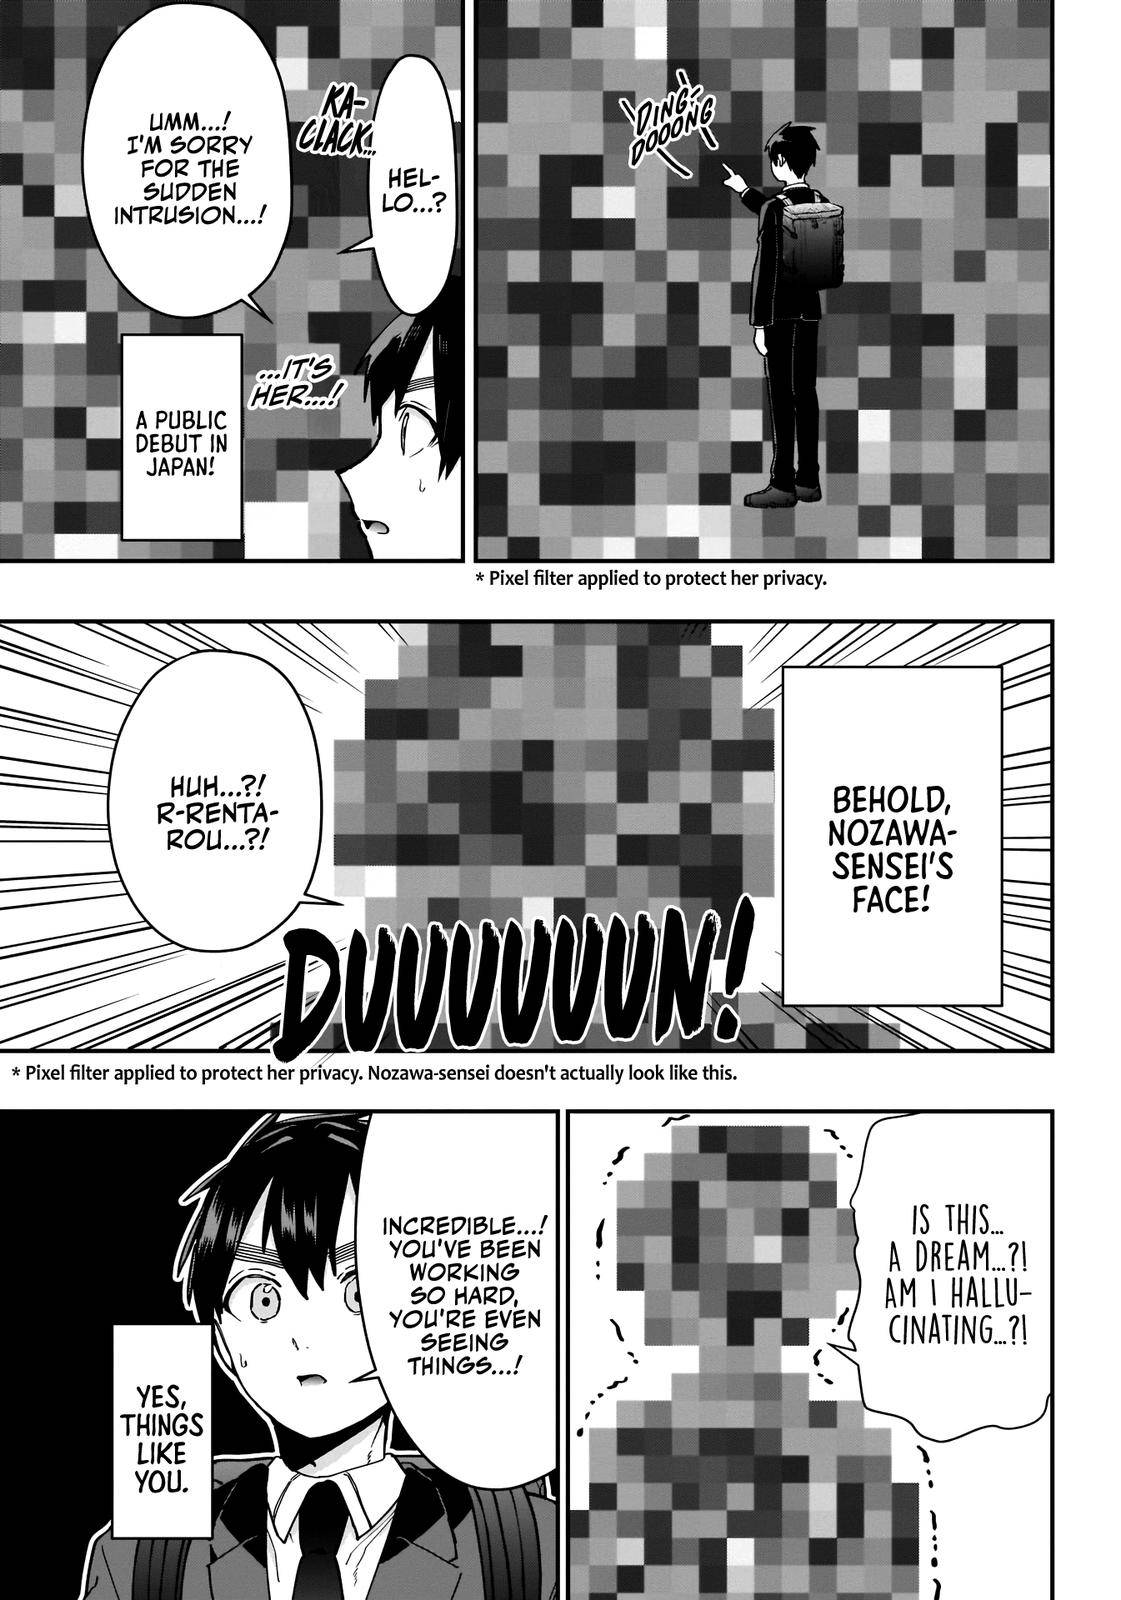 DING-
DOOONG
* Pixel filter applied to protect her privacy.
HEL-
LO...?
KA-
CLACK...
UMM...!
I'M SORRY
FOR THE
SUDDEN
INTRUSION...!
...IT'S
HER...!
A PUBLIC
DEBUT IN
JAPAN!
BEHOLD,
NOZAWA-
SENSEI'S
FACE!
HUH...?!
R-RENTA-
ROU...?!
DUUUUUUUN!
* Pixel filter applied to protect her privacy. Nozawa-sensei doesn't actually look like this.
IS THIS...
A DREAM...?!
AM I HALLU-
CINATING...?!
INCREDIBLE...!
YOU'VE BEEN
WORKING
SO HARD,
YOU'RE EVEN
SEEING
THINGS...!
YES,
THINGS
LIKE
YOU.